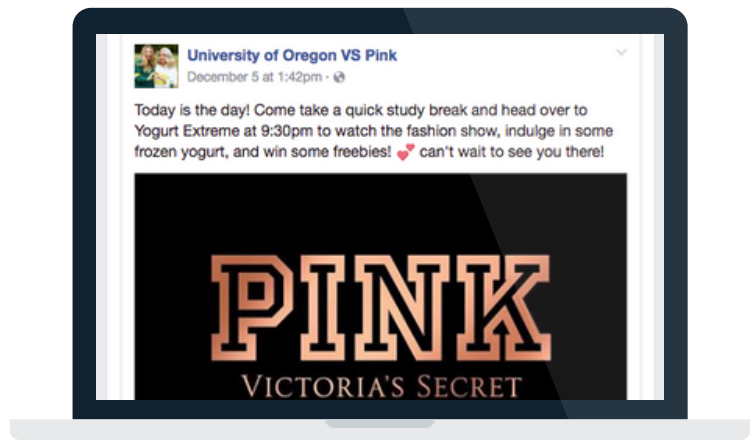 University of Oregon VS Pink
December 5 at 1:42pm ·
Today is the day! Come take a quick study break and head over to
Yogurt Extreme at 9:30pm to watch the fashion show, indulge in some
frozen yogurt, and win some freebies! 💕 can't wait to see you there!
PINK
VICTORIA'S SECRET